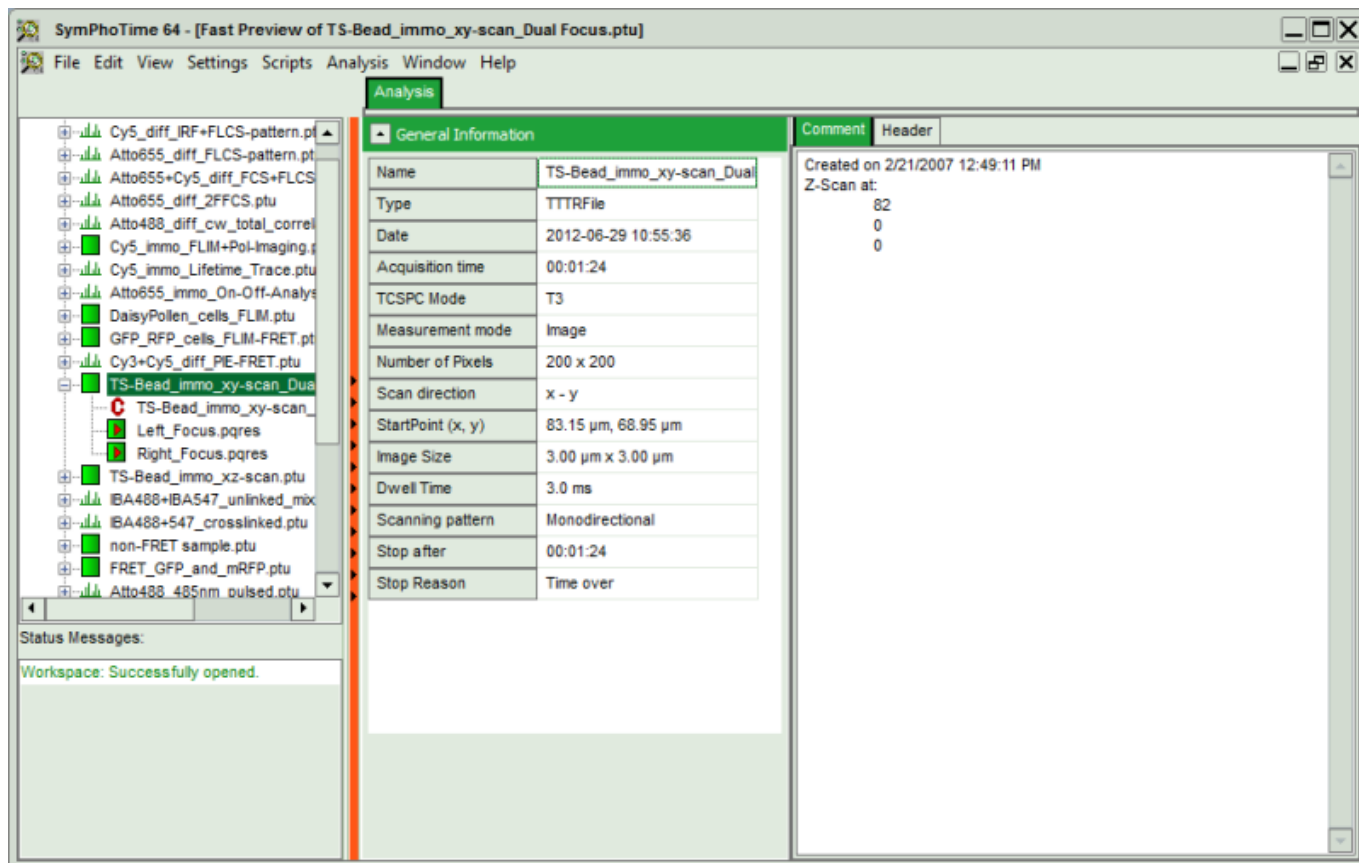 SymPhoTime 64 - [Fast Preview of TS-Bead_immo_xy-scan_Dual Focus.ptu]
File Edit View Settings Scripts Analysis Window Help
Analysis
Cy5_diff_IRF+FLCS-pattern.pt
Atto655_diff_FLCS-pattern.pt
Atto655+Cy5_diff_FCS+FLCS
Atto655_diff_2FFCS.ptu
Atto488_diff_cw_total_correl
Cy5_immo_FLIM+Pol-Imaging.p
Cy5_immo_Lifetime_Trace.ptu
Atto655_immo_On-Off-Analys
DaisyPollen_cells_FLIM.ptu
GFP_RFP_cells_FLIM-FRET.pt
Cy3+Cy5_diff_PIE-FRET.ptu
TS-Bead_immo_xy-scan_Dua
C TS-Bead_immo_xy-scan_
Left_Focus.pqres
Right_Focus.pqres
TS-Bead_immo_xz-scan.ptu
IBA488+IBA547_unlinked_mix
IBA488+547_crosslinked.ptu
non-FRET sample.ptu
FRET_GFP_and_mRFP.ptu
Atto488_485nm_pulsed.ptu
Status Messages:
Workspace: Successfully opened.
General Information
Name TS-Bead_immo_xy-scan_Dual
Type TTTRFile
Date 2012-06-29 10:55:36
Acquisition time 00:01:24
TCSPC Mode T3
Measurement mode Image
Number of Pixels 200 x 200
Scan direction x - y
StartPoint (x, y) 83.15 µm, 68.95 µm
Image Size 3.00 µm x 3.00 µm
Dwell Time 3.0 ms
Scanning pattern Monodirectional
Stop after 00:01:24
Stop Reason Time over
Comment Header
Created on 2/21/2007 12:49:11 PM
Z-Scan at:
82
0
0